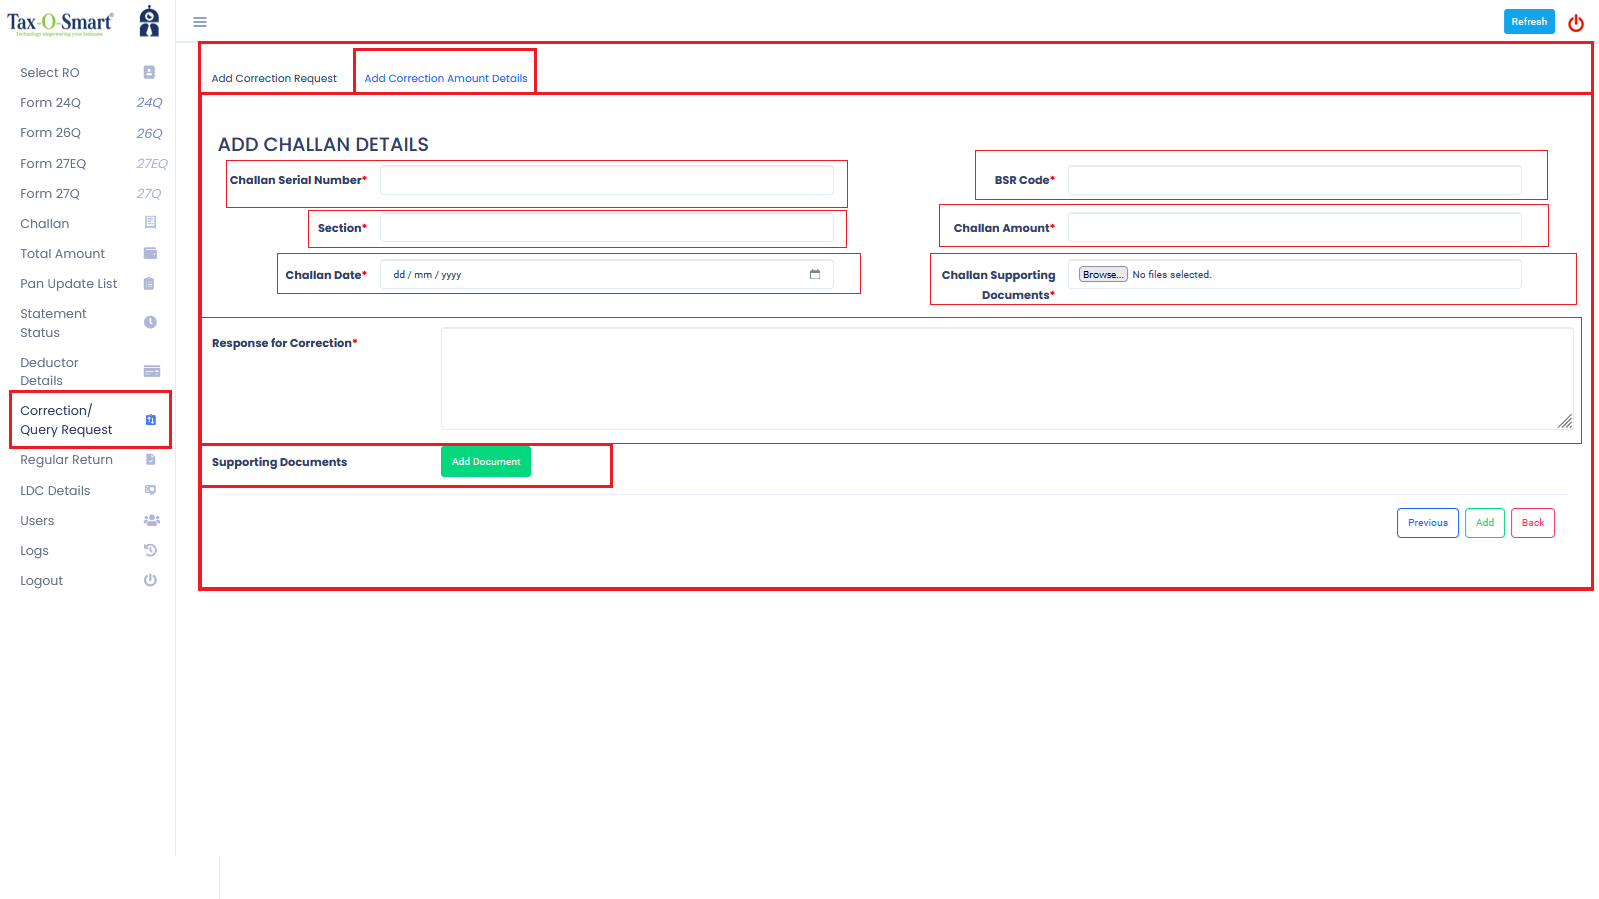 Tax-O-Smart®
Technology empowering your business
Refresh
Select RO
Form 24Q 24Q
Form 26Q 26Q
Form 27EQ 27EQ
Form 27Q 27Q
Challan
Total Amount
Pan Update List
Statement
Status
Deductor
Details
Correction/
Query Request
Regular Return
LDC Details
Users
Logs
Logout
Add Correction Request Add Correction Amount Details
ADD CHALLAN DETAILS
Challan Serial Number* BSR Code*
Section* Challan Amount*
Challan Date* dd / mm / yyyy Challan Supporting Browse... No files selected.
Documents*
Response for Correction*
Supporting Documents Add Document
Previous Add Back